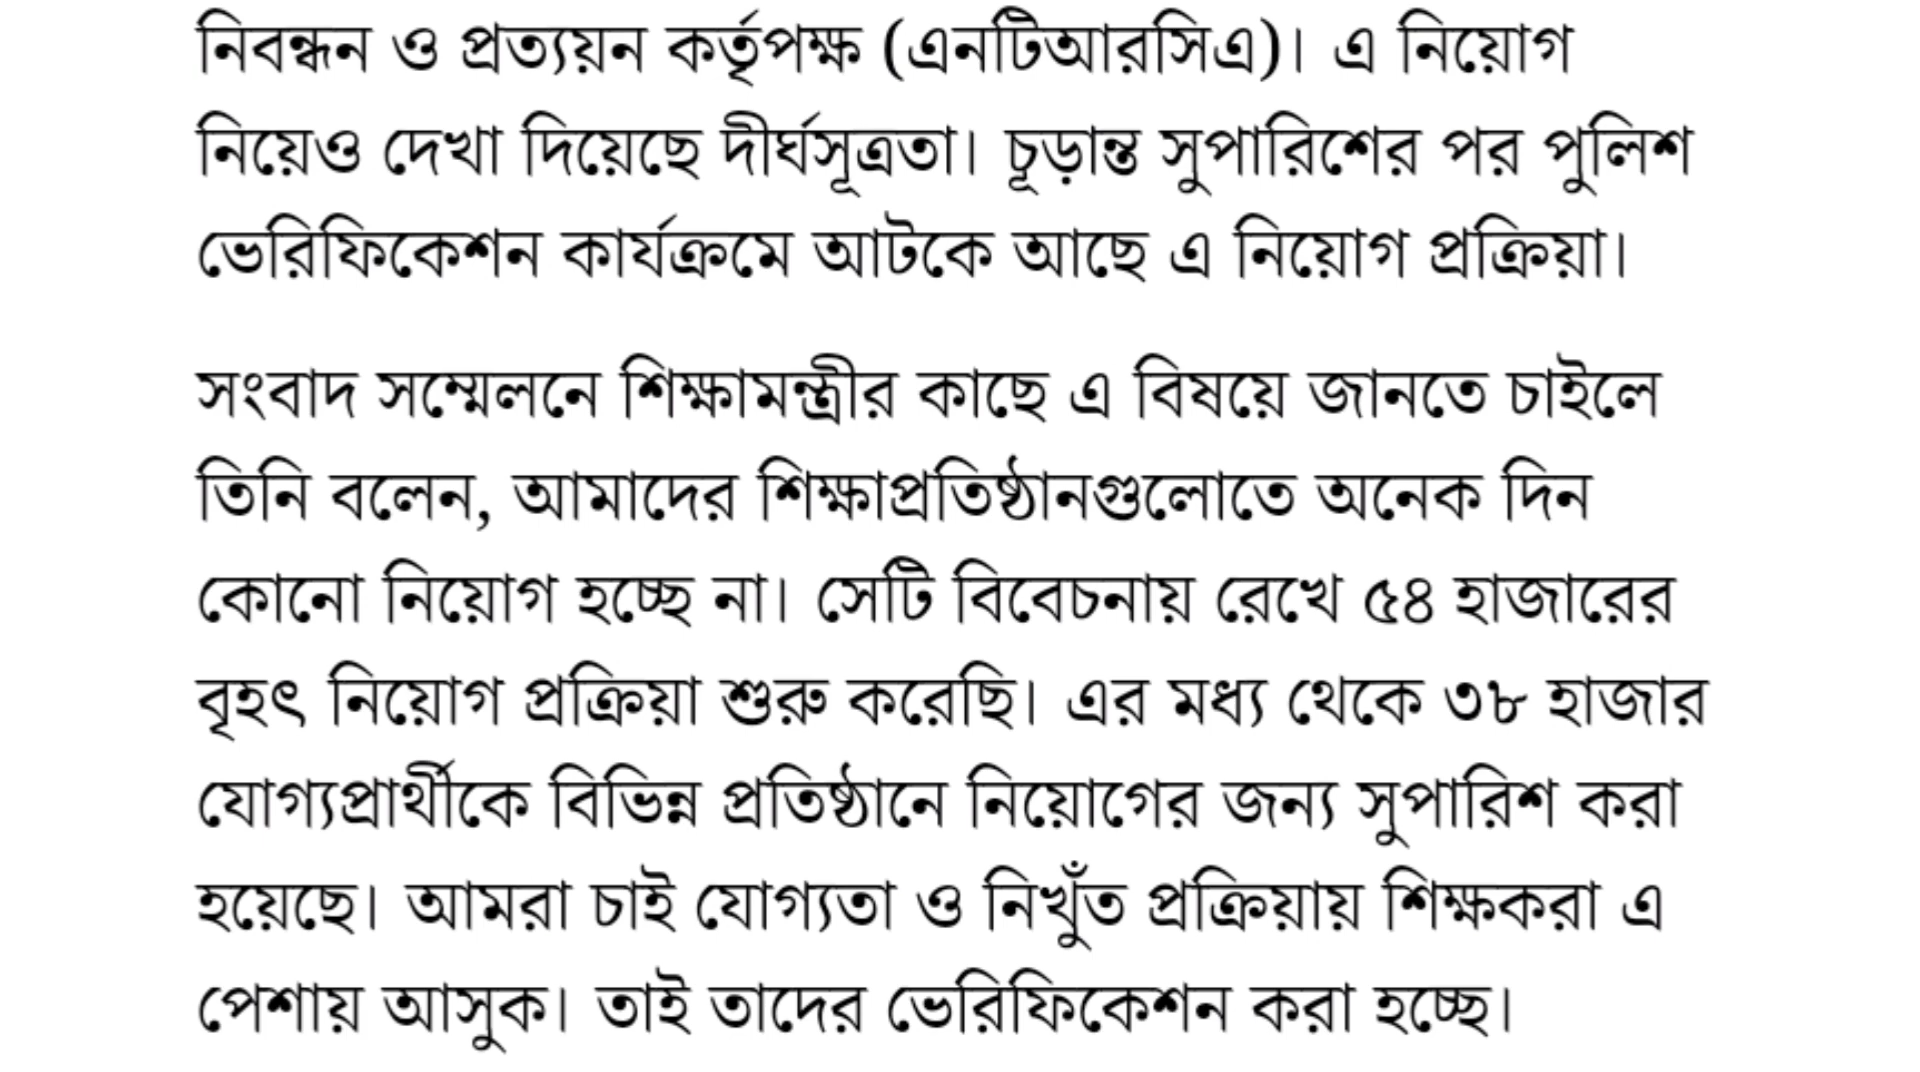 নিবন্ধন ও প্রত্যয়ন কর্তৃপক্ষ (এনটিআরসিএ)। এ নিয়োগ
নিয়েও দেখা দিয়েছে দীর্ঘসূত্রতা। চূড়ান্ত সুপারিশের পর পুলিশ
ভেরিফিকেশন কার্যক্রমে আটকে আছে এ নিয়োগ প্রক্রিয়া।
সংবাদ সম্মেলনে শিক্ষামন্ত্রীর কাছে এ বিষয়ে জানতে চাইলে
তিনি বলেন, আমাদের শিক্ষাপ্রতিষ্ঠানগুলোতে অনেক দিন
কোনো নিয়োগ হচ্ছে না। সেটি বিবেচনায় রেখে ৫৪ হাজারের
বৃহৎ নিয়োগ প্রক্রিয়া শুরু করেছি। এর মধ্য থেকে ৩৮ হাজার
যোগ্যপ্রার্থীকে বিভিন্ন প্রতিষ্ঠানে নিয়োগের জন্য সুপারিশ করা
হয়েছে। আমরা চাই যোগ্যতা ও নিখুঁত প্রক্রিয়ায় শিক্ষকরা এ
পেশায় আসুক। তাই তাদের ভেরিফিকেশন করা হচ্ছে।